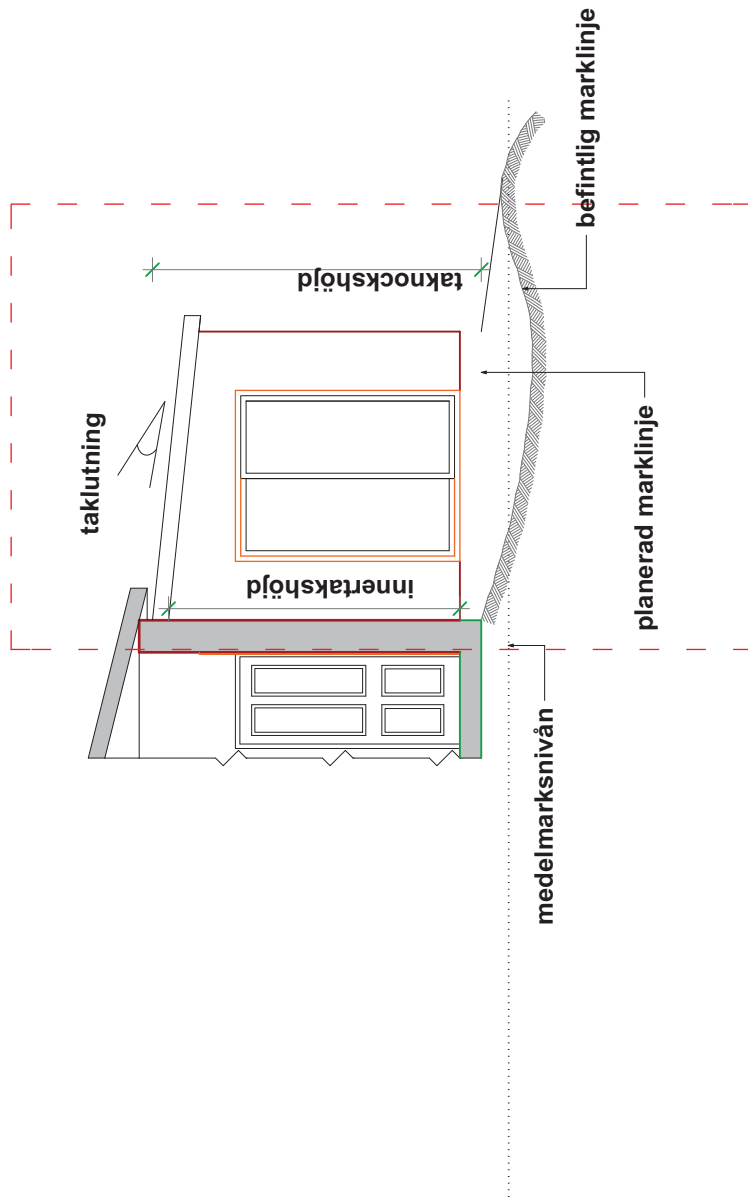 taklutning
taknockshöjd
innertakshöjd
befintlig marklinje
planerad marklinje
medelmarksnivån